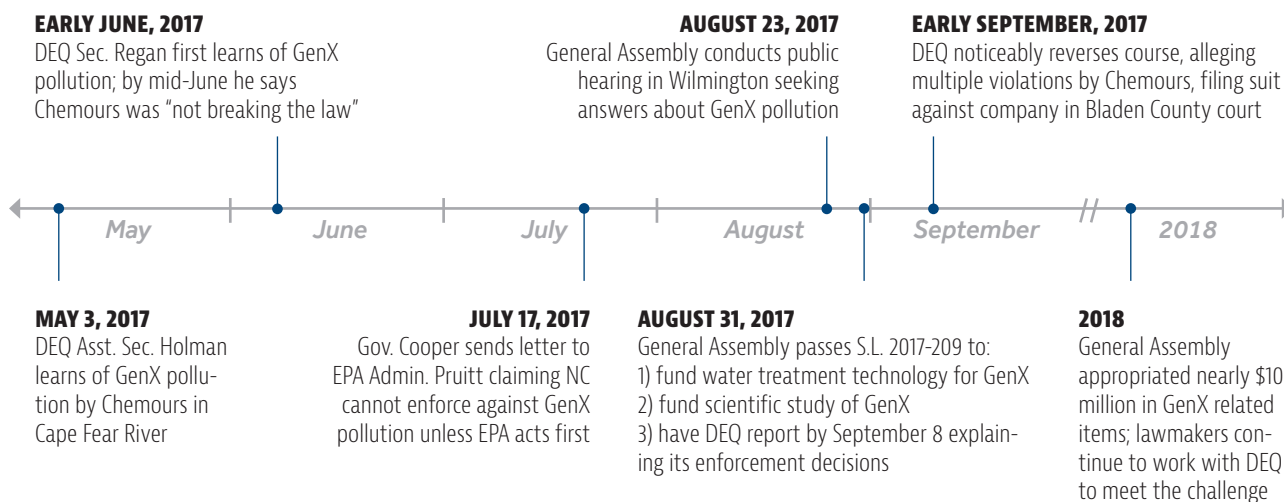 EARLY JUNE, 2017
DEQ Sec. Regan first learns of GenX
pollution; by mid-June he says
Chemours was “not breaking the law”
AUGUST 23, 2017
General Assembly conducts public
hearing in Wilmington seeking
answers about GenX pollution
EARLY SEPTEMBER, 2017
DEQ noticeably reverses course, alleging
multiple violations by Chemours, filing suit
against company in Bladen County court
May
June
July
August
September
2018
MAY 3, 2017
DEQ Asst. Sec. Holman
learns of GenX pollu-
tion by Chemours in
Cape Fear River
JULY 17, 2017
Gov. Cooper sends letter to
EPA Admin. Pruitt claiming NC
cannot enforce against GenX
pollution unless EPA acts first
AUGUST 31, 2017
General Assembly passes S.L. 2017-209 to:
1) fund water treatment technology for GenX
2) fund scientific study of GenX
3) have DEQ report by September 8 explain-
ing its enforcement decisions
2018
General Assembly
appropriated nearly $10
million in GenX related
items; lawmakers con-
tinue to work with DEQ
to meet the challenge